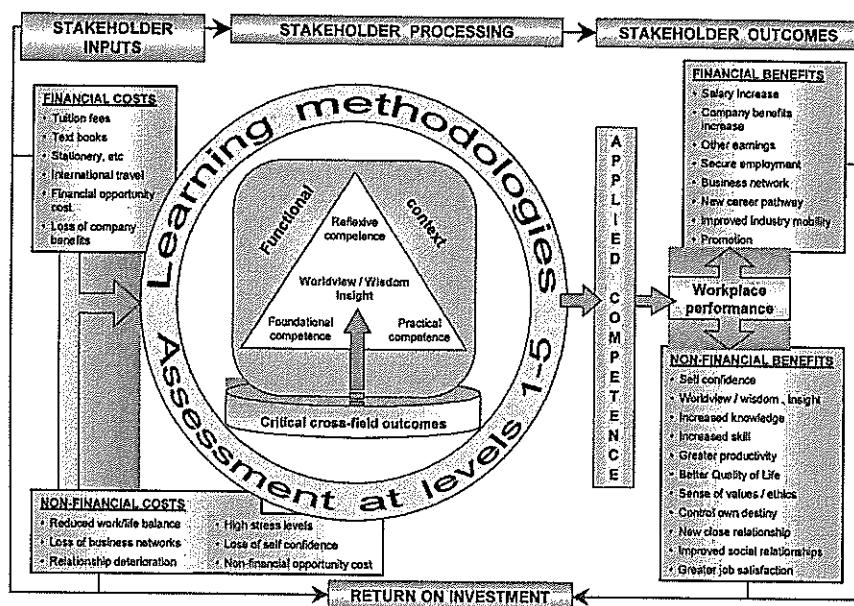 STAKEHOLDER
INPUTS
STAKEHOLDER PROCESSING
STAKEHOLDER OUTCOMES
FINANCIAL COSTS
• Tuition fees
• Text books
• Stationery, etc
• International travel
• Financial opportunity
cost
• Loss of company
benefits
Learning methodologies
Functional
context
Reflexive
competence
Worldview / Wisdom
Insight
Foundational
competence
Practical
competence
Critical cross-field outcomes
Assessment at levels 1-5
APPLIED COMPETENCE
FINANCIAL BENEFITS
• Salary increase
• Company benefits
increase
• Other earnings
• Secure employment
• Business network
• New career pathway
• Improved industry mobility
• Promotion
Workplace
performance
NON-FINANCIAL BENEFITS
• Self confidence
• Worldview / wisdom , Insight
• Increased knowledge
• Increased skill
• Greater productivity
• Better Quality of Life
• Sense of values / ethics
• Control own destiny
• New close relationship
• Improved social relationships
• Greater job satisfaction
NON-FINANCIAL COSTS
• Reduced work/life balance
• Loss of business networks
• Relationship deterioration
• High stress levels
• Loss of self confidence
• Non-financial opportunity cost
RETURN ON INVESTMENT